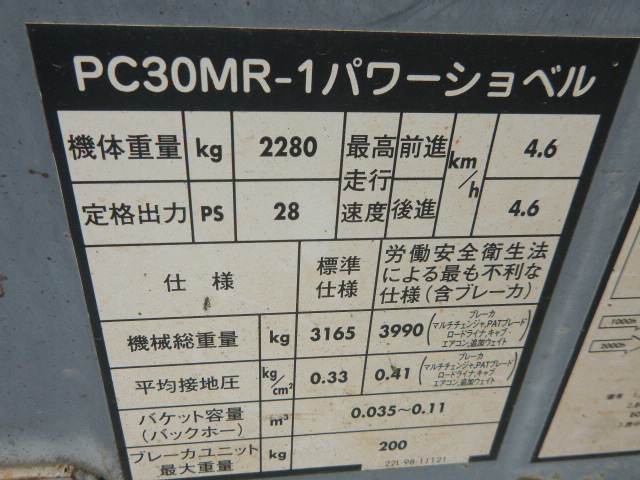 PC30MR-1パワーショベル
機体重量 kg 2280 最高走行速度 前進 km/h 4.6
定格出力 PS 28 後進 4.6
仕様 標準仕様 労働安全衛生法による最も不利な仕様(含ブレーカ)
機械総重量 kg 3165 3990 (ブレーカ マルチチェンジャ,PATブレード ロードライナ,キャブ エアコン,追加ウェイト)
平均接地圧 kg/cm² 0.33 0.41 (ブレーカ マルチチェンジャ,PATブレード ロードライナ,キャブ エアコン,追加ウェイト)
バケット容量(バックホー) m³ 0.035~0.11
ブレーカユニット最大重量 kg 200
22L-98-11121
1000h
2000h